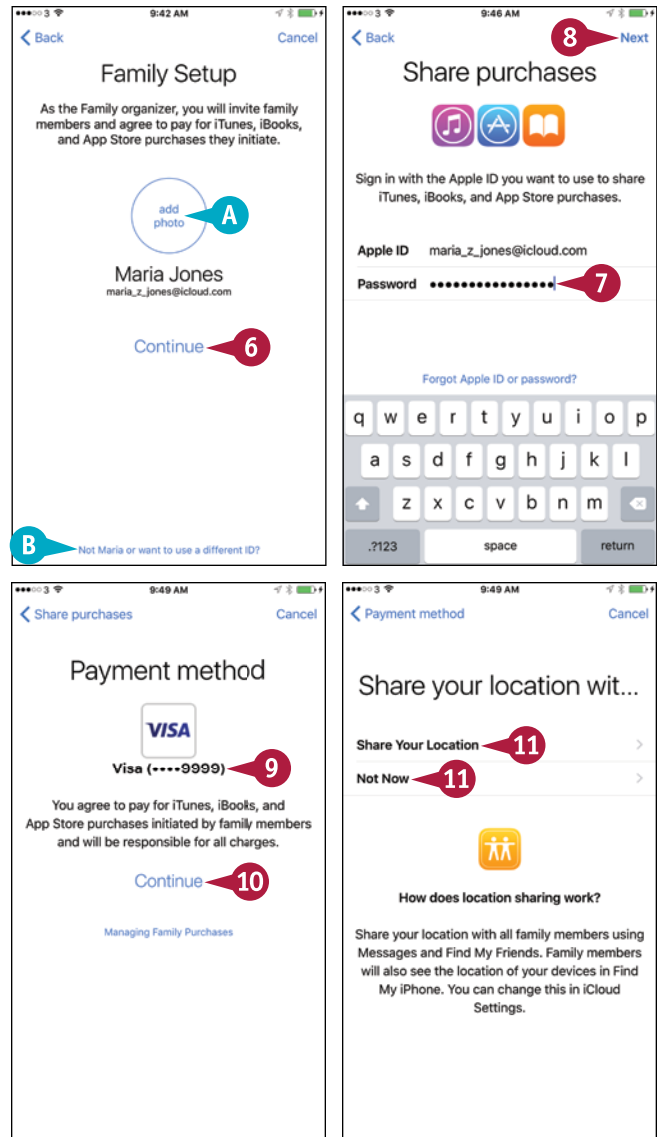 3 9:42 AM
Back Cancel
Family Setup
As the Family organizer, you will invite family
members and agree to pay for iTunes, iBooks,
and App Store purchases they initiate.
add
photo
A
Maria Jones
maria_z_jones@icloud.com
Continue 6
B Not Maria or want to use a different ID?
3 9:46 AM
Back 8 Next
Share purchases
Sign in with the Apple ID you want to use to share
iTunes, iBooks, and App Store purchases.
Apple ID maria_z_jones@icloud.com
Password •••••••••••••••• 7
Forgot Apple ID or password?
q w e r t y u i o p
a s d f g h j k l
z x c v b n m
.?123 space return
3 9:49 AM
Share purchases Cancel
Payment method
VISA
Visa (••••9999) 9
You agree to pay for iTunes, iBooks, and
App Store purchases initiated by family members
and will be responsible for all charges.
Continue 10
Managing Family Purchases
3 9:49 AM
Payment method Cancel
Share your location wit...
Share Your Location 11
Not Now 11
How does location sharing work?
Share your location with all family members using
Messages and Find My Friends. Family members
will also see the location of your devices in Find
My iPhone. You can change this in iCloud
Settings.